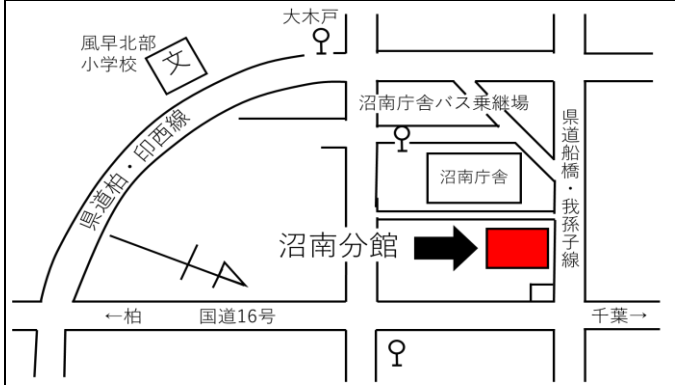 大木戸
風早北部
小学校
文
沼南庁舎バス乗継場
県道柏・印西線
県道船橋・我孫子線
沼南庁舎
沼南分館
←柏
国道16号
千葉→